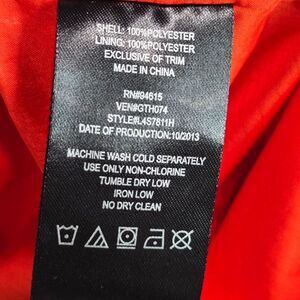 SHELL: 100%POLYESTER
LINING: 100%POLYESTER
EXCLUSIVE OF TRIM
MADE IN CHINA
RN#94615
VEN#GTH074
STYLE#L4S7811H
DATE OF PRODUCTION:10/2013
MACHINE WASH COLD SEPARATELY
USE ONLY NON-CHLORINE
TUMBLE DRY LOW
IRON LOW
NO DRY CLEAN